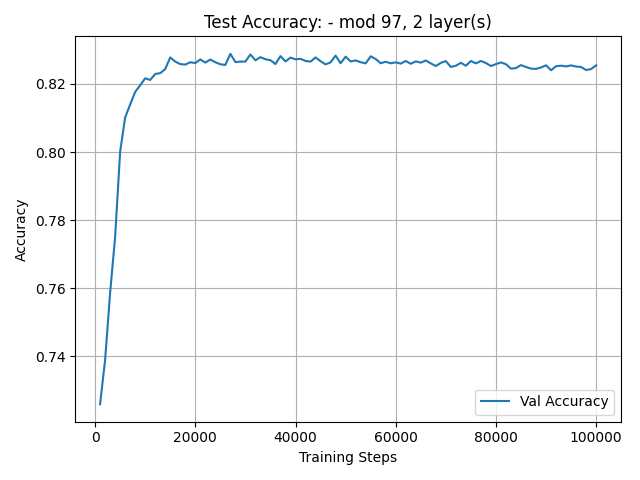 Test Accuracy: - mod 97, 2 layer(s)
Accuracy
0.82
0.80
0.78
0.76
0.74
Val Accuracy
0 20000 40000 60000 80000 100000
Training Steps